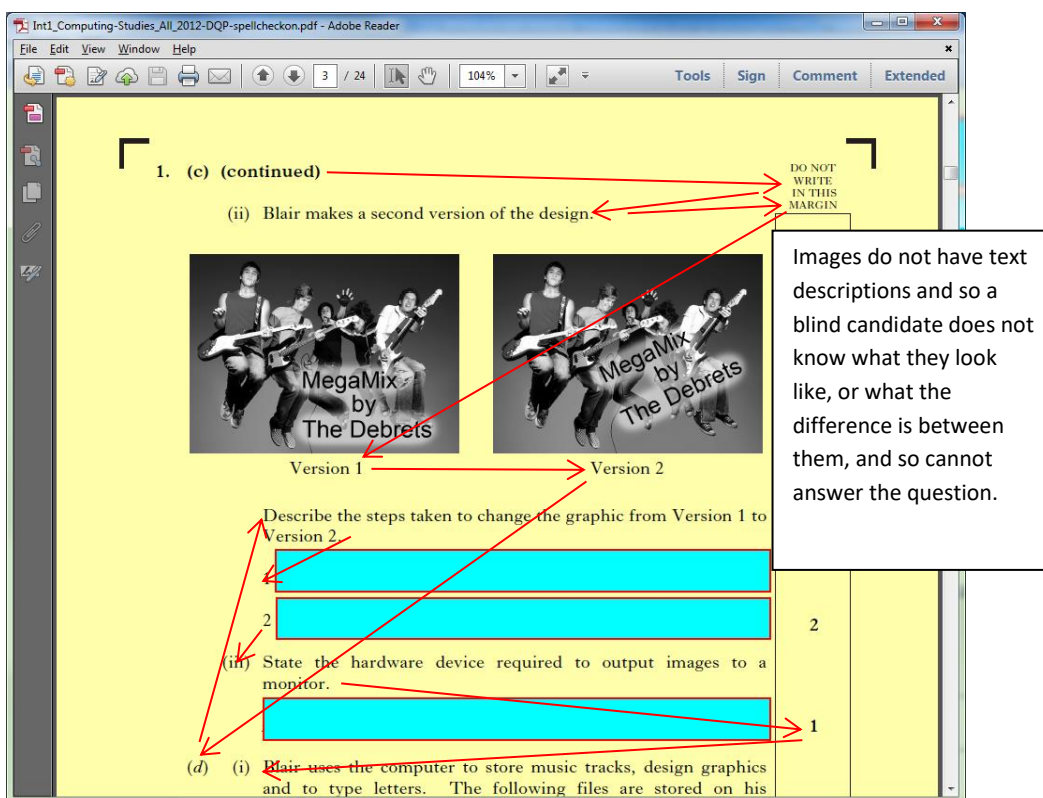 Int1_Computing-Studies_All_2012-DQP-spellcheckon.pdf - Adobe Reader
File Edit View Window Help
3 / 24 104% Tools Sign Comment Extended
1. (c) (continued)
DO NOT
WRITE
IN THIS
MARGIN
(ii) Blair makes a second version of the design.
MegaMix
by
The Debrets
MegaMix
by
The Debrets
Version 1 Version 2
Images do not have text
descriptions and so a
blind candidate does not
know what they look
like, or what the
difference is between
them, and so cannot
answer the question.
Describe the steps taken to change the graphic from Version 1 to
Version 2.
1
2 2
(iii) State the hardware device required to output images to a
monitor.
1
(d) (i) Blair uses the computer to store music tracks, design graphics
and to type letters. The following files are stored on his